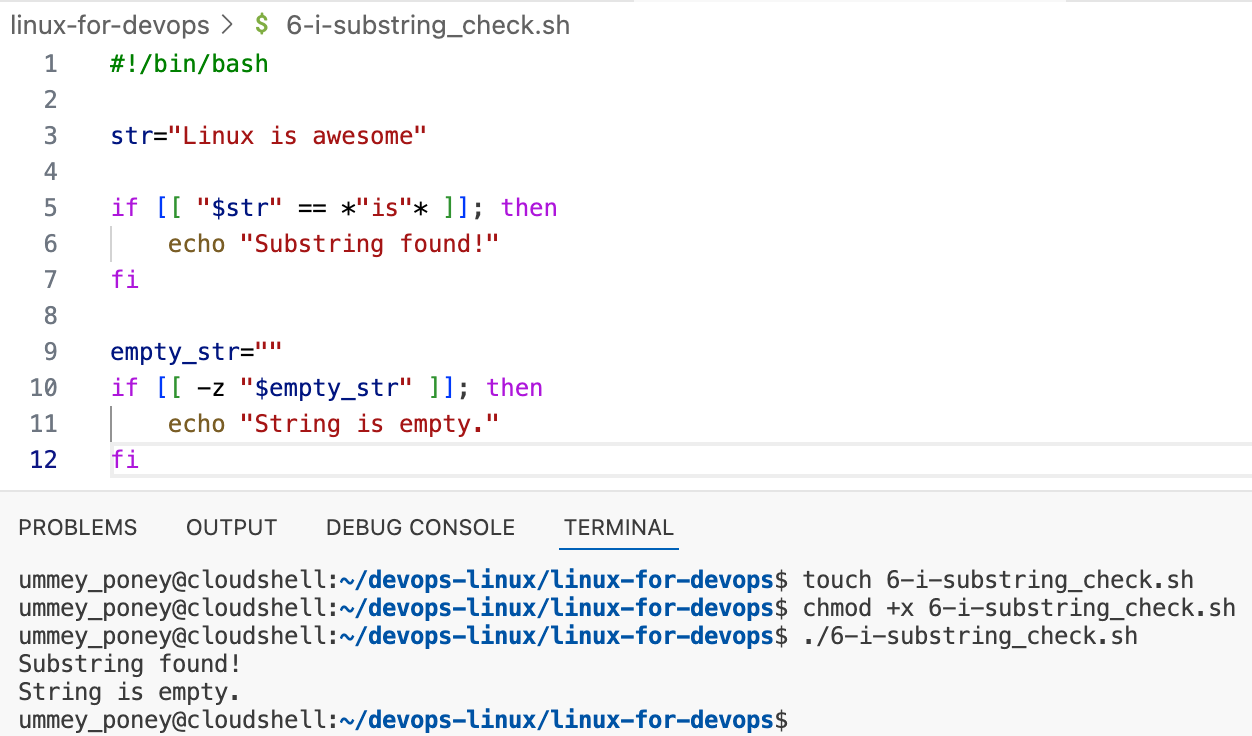 linux-for-devops > $ 6-i-substring_check.sh
1 #!/bin/bash
2
3 str="Linux is awesome"
4
5 if [[ "$str" == *"is"* ]]; then
6     echo "Substring found!"
7 fi
8
9 empty_str=""
10 if [[ -z "$empty_str" ]]; then
11     echo "String is empty."
12 fi
PROBLEMS OUTPUT DEBUG CONSOLE TERMINAL
ummey_poney@cloudshell:~/devops-linux/linux-for-devops$ touch 6-i-substring_check.sh
ummey_poney@cloudshell:~/devops-linux/linux-for-devops$ chmod +x 6-i-substring_check.sh
ummey_poney@cloudshell:~/devops-linux/linux-for-devops$ ./6-i-substring_check.sh
Substring found!
String is empty.
ummey_poney@cloudshell:~/devops-linux/linux-for-devops$